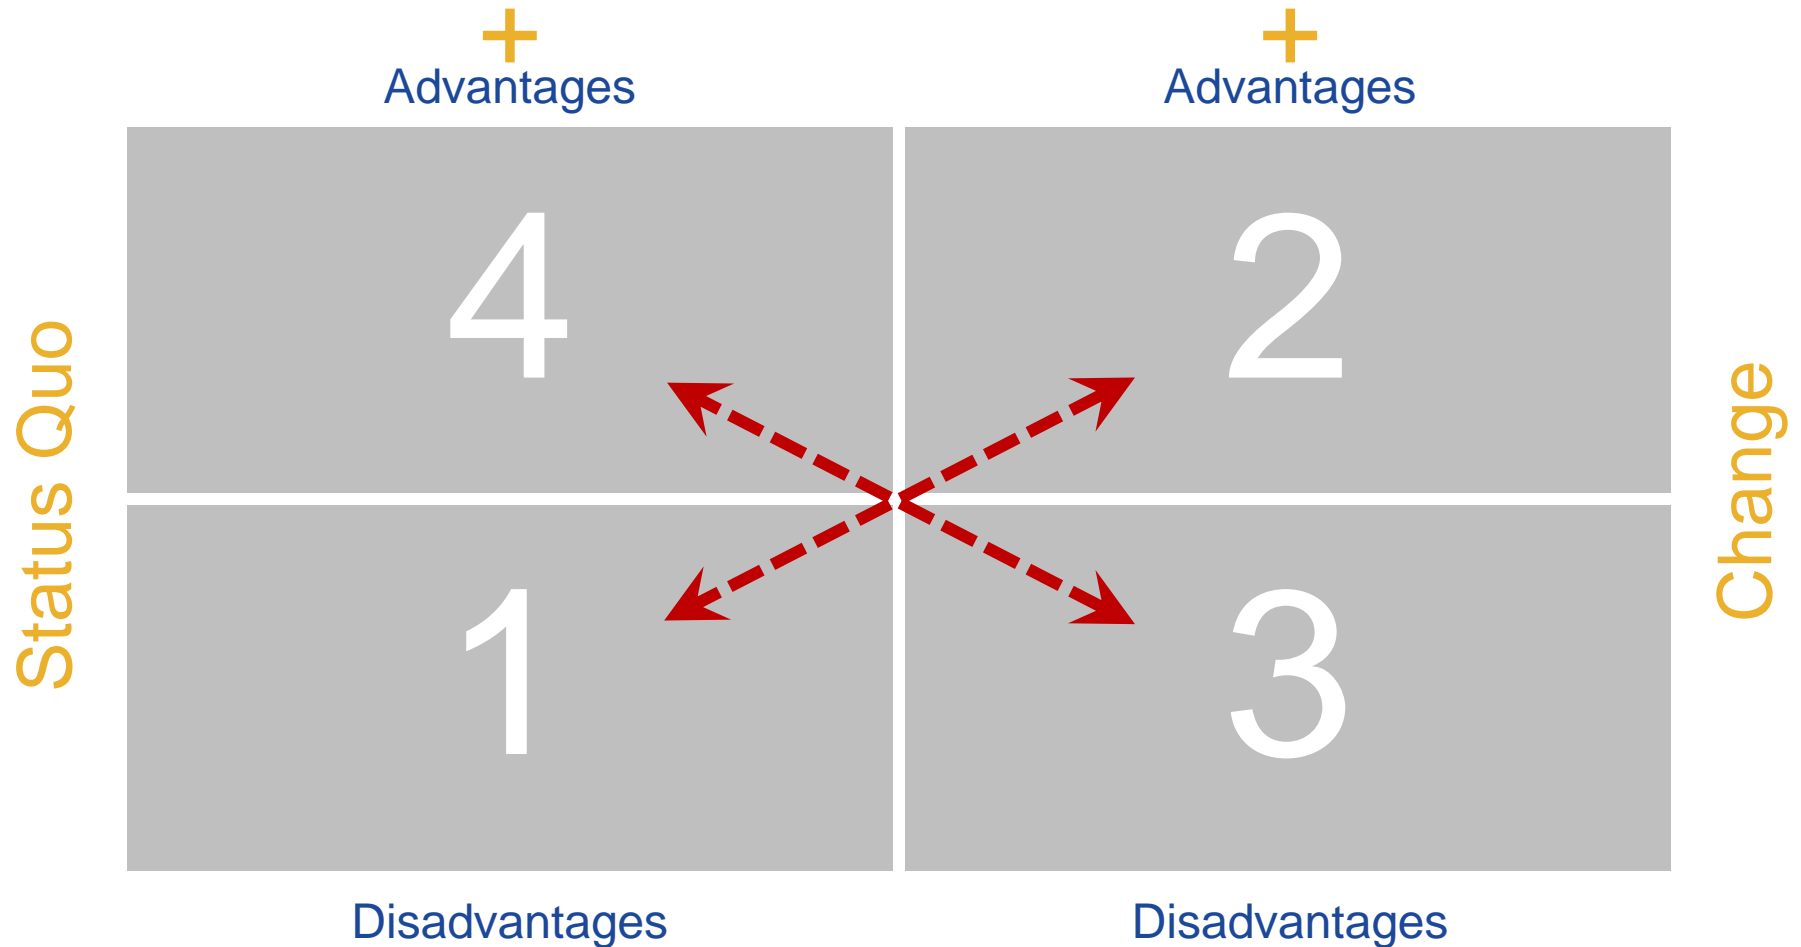 + +
Advantages Advantages
4 2
Status Quo Change
1 3
Disadvantages Disadvantages